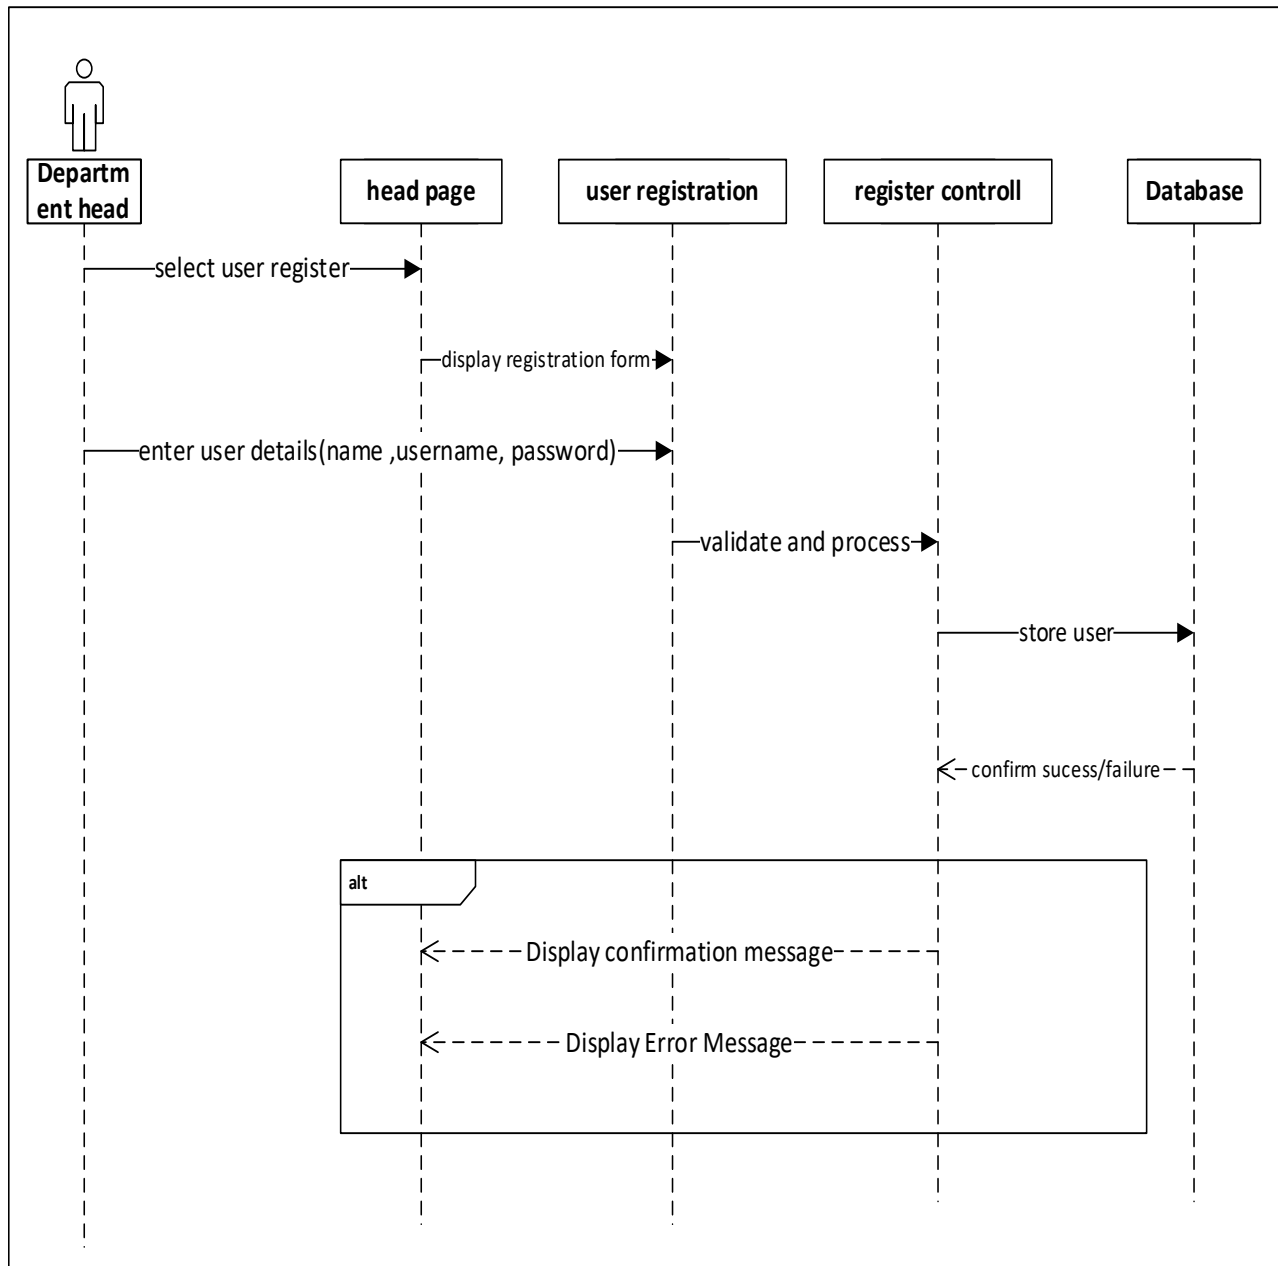 Departm
ent head
head page
user registration
register controll
Database
select user register
display registration form
enter user details(name ,username, password)
validate and process
store user
confirm sucess/failure
alt
Display confirmation message
Display Error Message